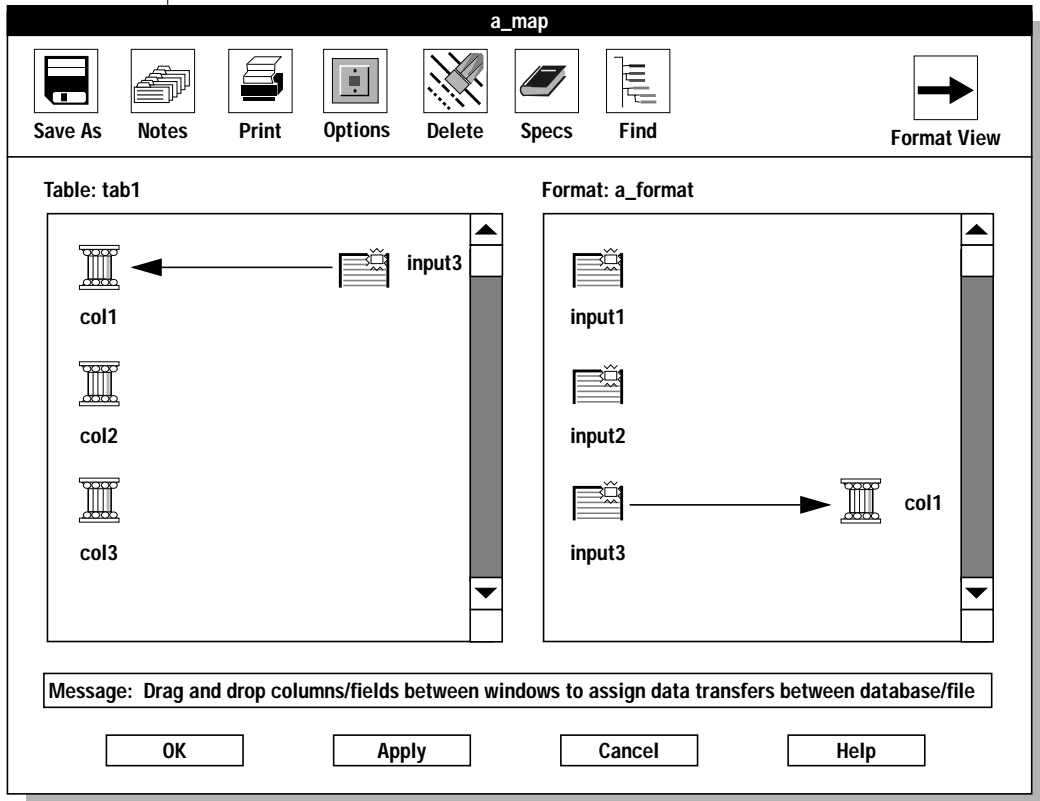 a_map
Save As Notes Print Options Delete Specs Find Format View
Table: tab1 Format: a_format
input3
col1 input1
col2 input2
col1
col3 input3
Message: Drag and drop columns/fields between windows to assign data transfers between database/file
OK Apply Cancel Help